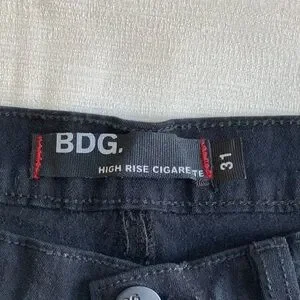 BDG.
HIGH RISE CIGARETTE
31